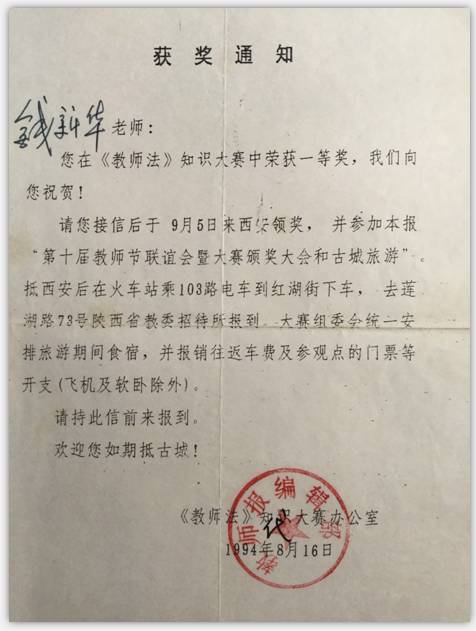 获奖通知
钱新华老师：
您在《教师法》知识大赛中荣获一等奖，我们向
您祝贺！
请您接信后于9月5日来西安领奖，并参加本报
“第十届教师节联谊会暨大赛颁奖大会和古城旅游”。
抵西安后在火车站乘103路电车到红湖街下车，去莲
湖路73号陕西省教委招待所报到。大赛组委会统一安
排旅游期间食宿，并报销往返车费及参观点的门票等
开支(飞机及软卧除外)。
请持此信前来报到。
欢迎您如期抵古城！
《教师法》知识大赛办公室
代
1994年8月16日
教师报编辑部